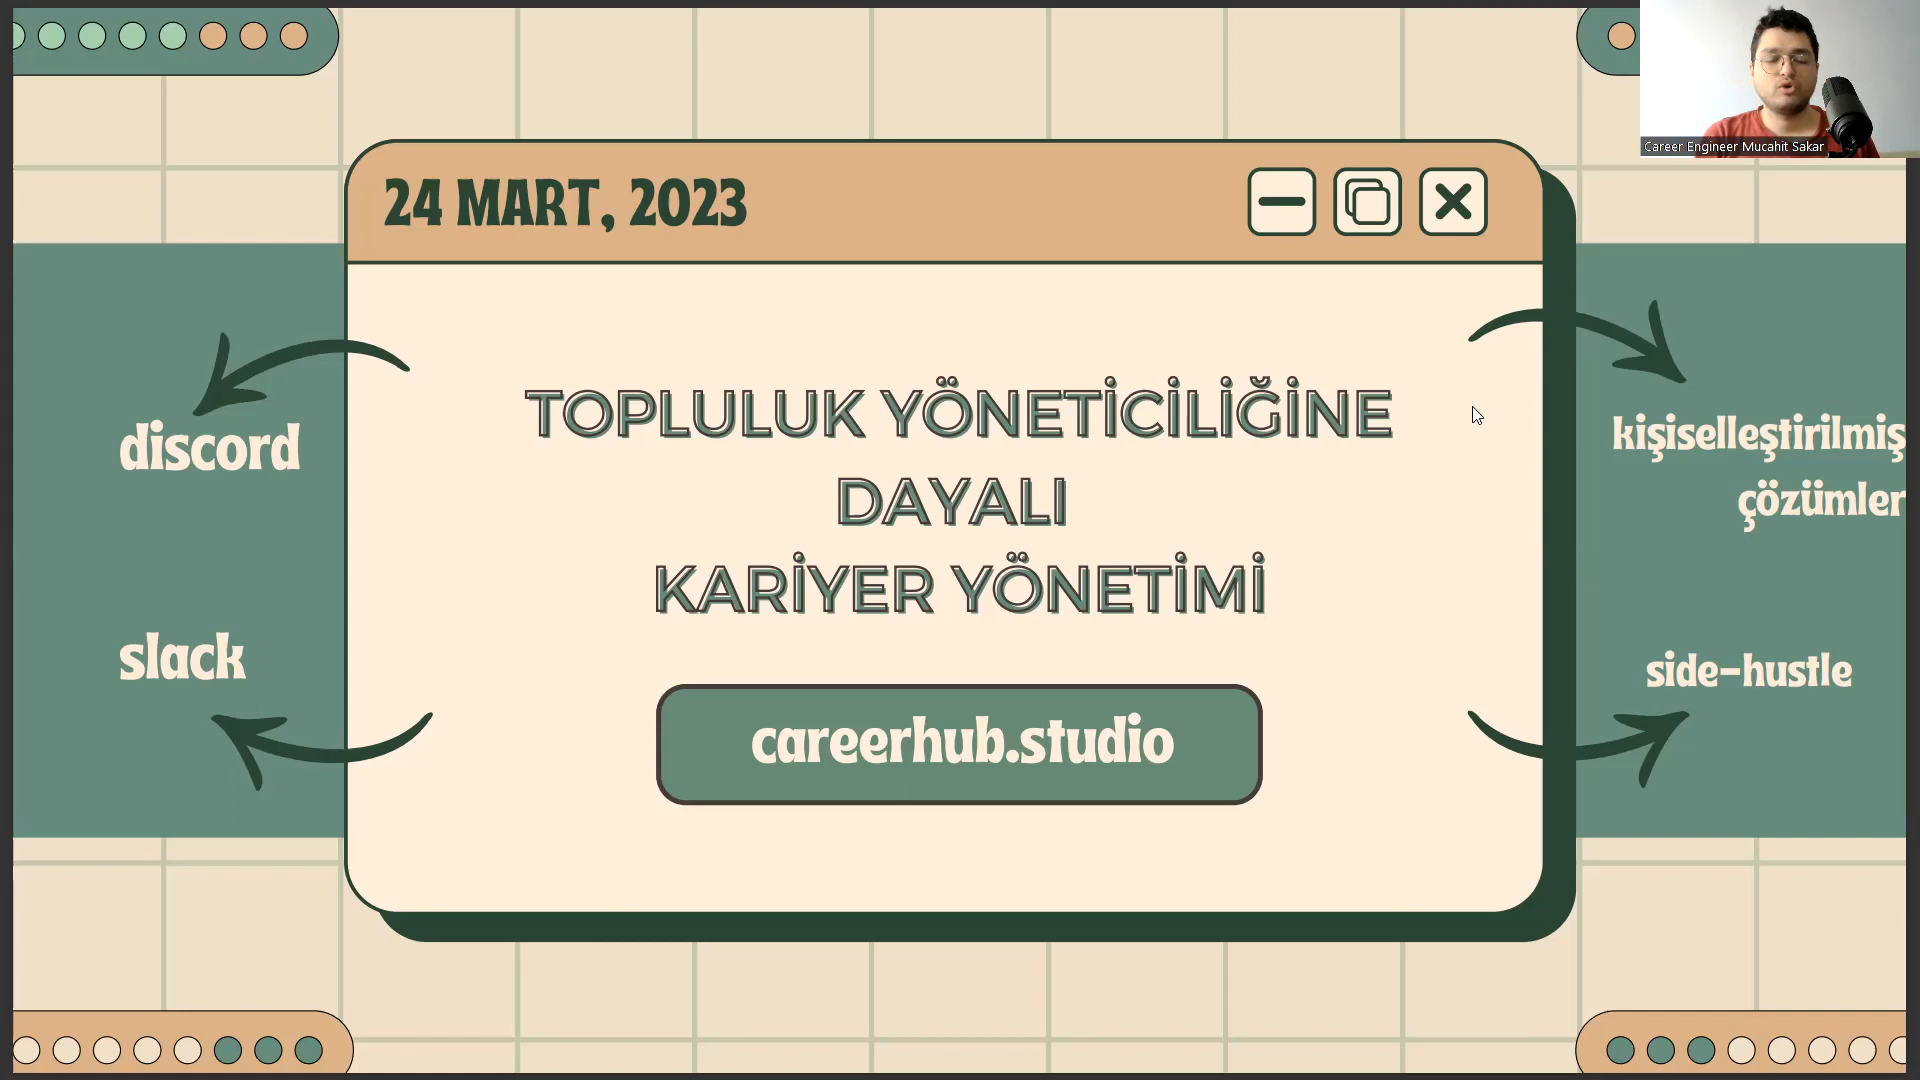 Career Engineer Mucahit Sakar
24 MART, 2023
TOPLULUK YÖNETİCİLİĞİNE
DAYALI
KARİYER YÖNETİMİ
careerhub.studio
discord
slack
kişiselleştirilmiş
çözümler
side-hustle